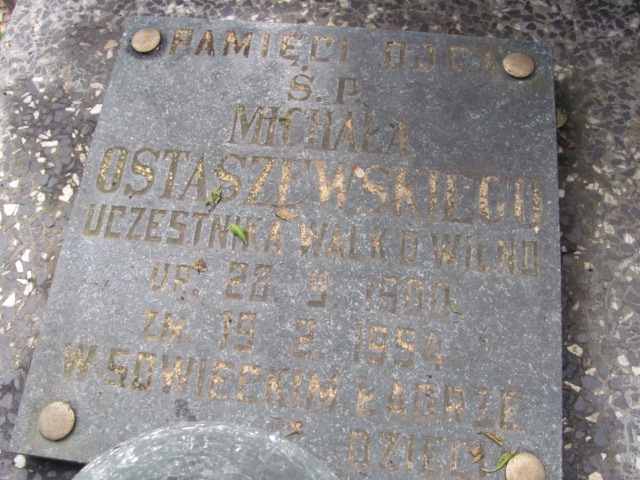 PAMIĘCI OJCA
Ś.P.
MICHAŁA
OSTASZEWSKIEGO
UCZESTNIKA WALK O WILNO
UR. 28. 9. 1900.
ZM. 19. 2. 1954
W SOWIECKIM ŁAGRZE
DZIECI